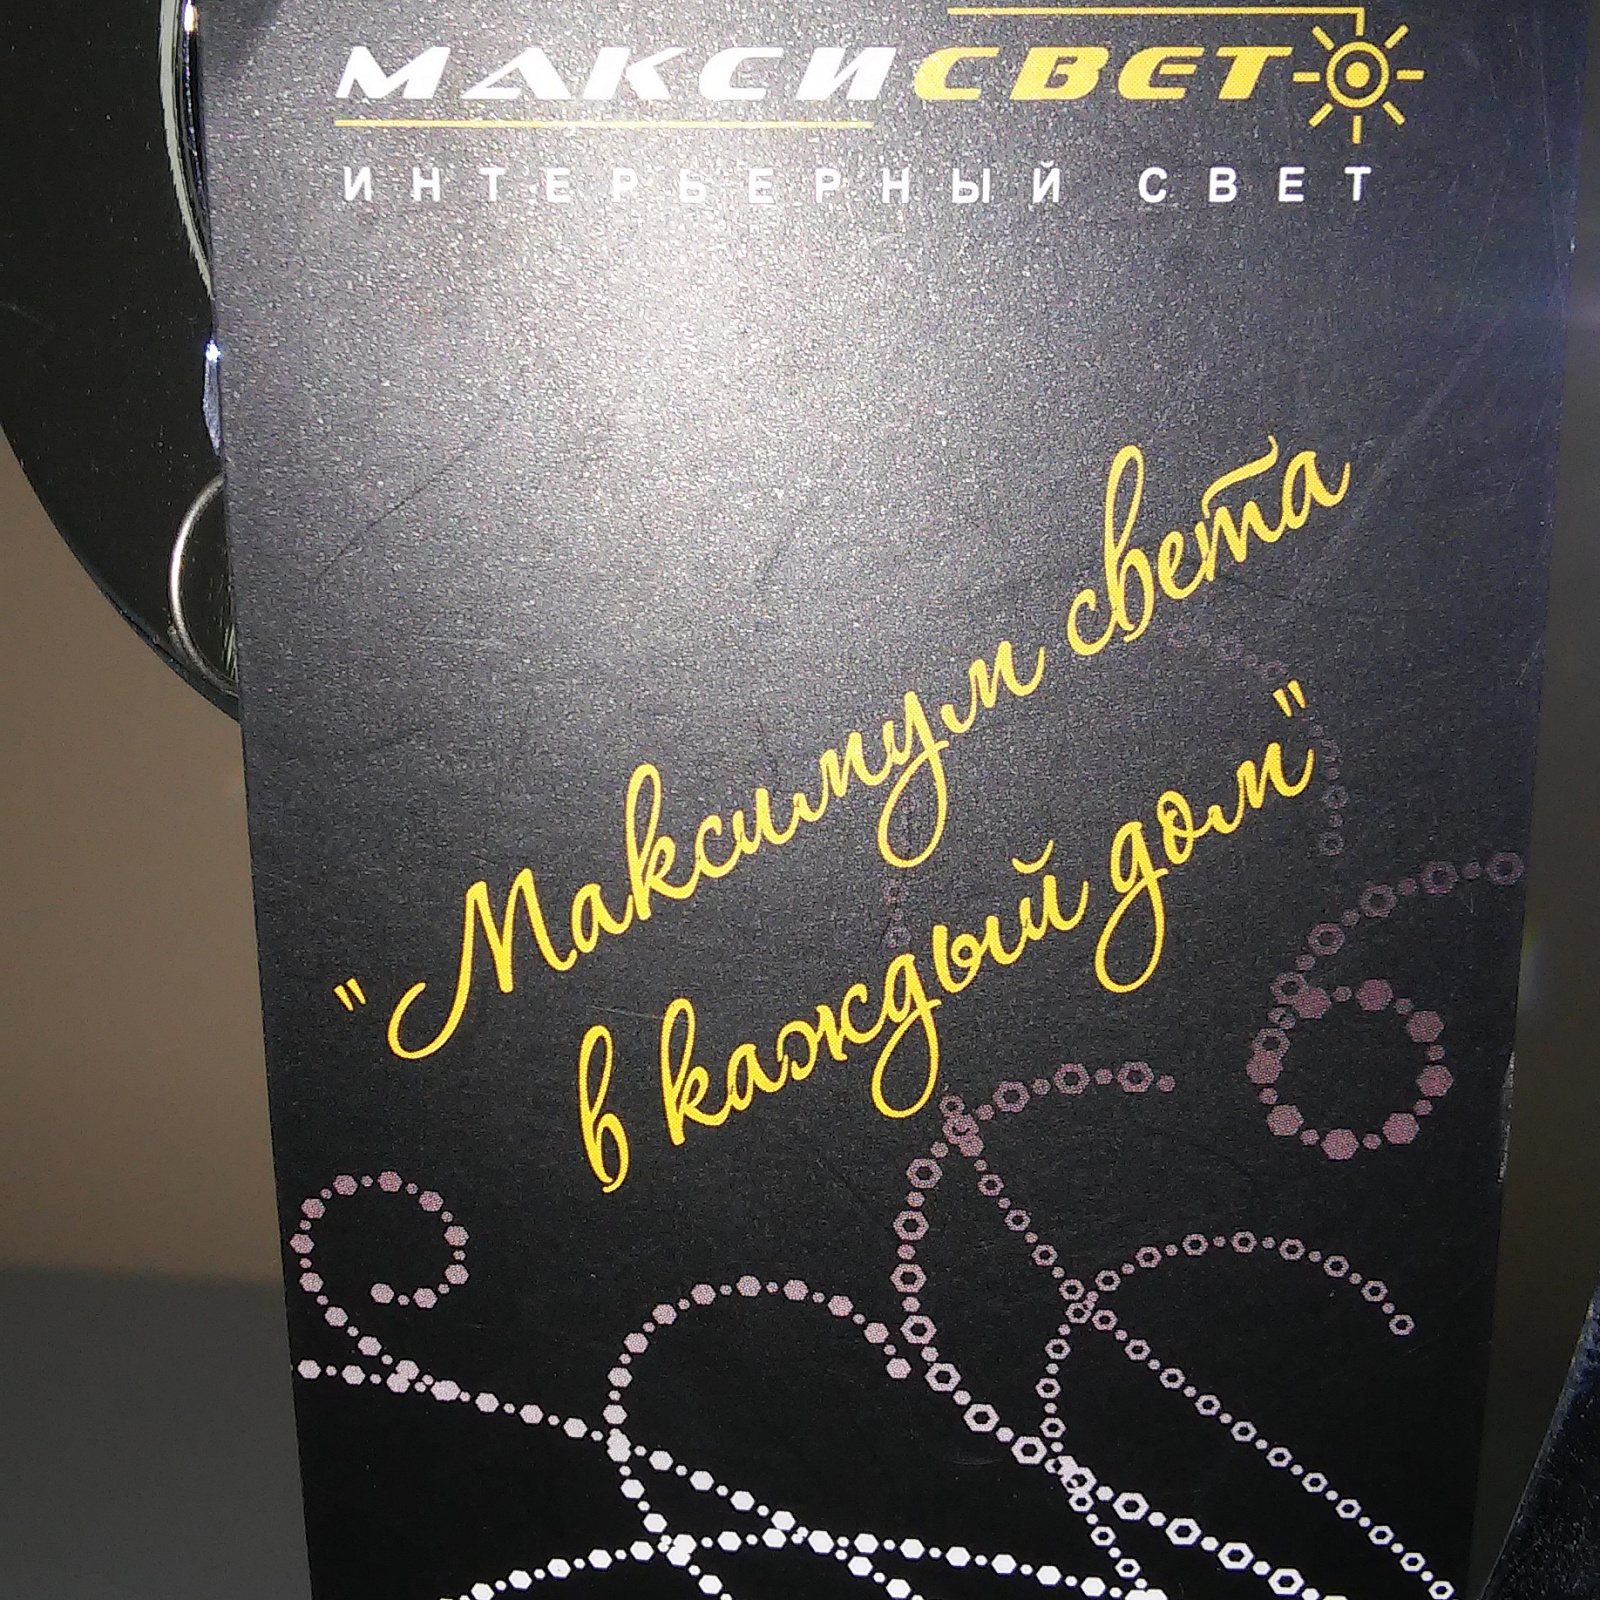 МАКСИСВЕТ
ИНТЕРЬЕРНЫЙ СВЕТ
"Максимум света
в каждый дом"